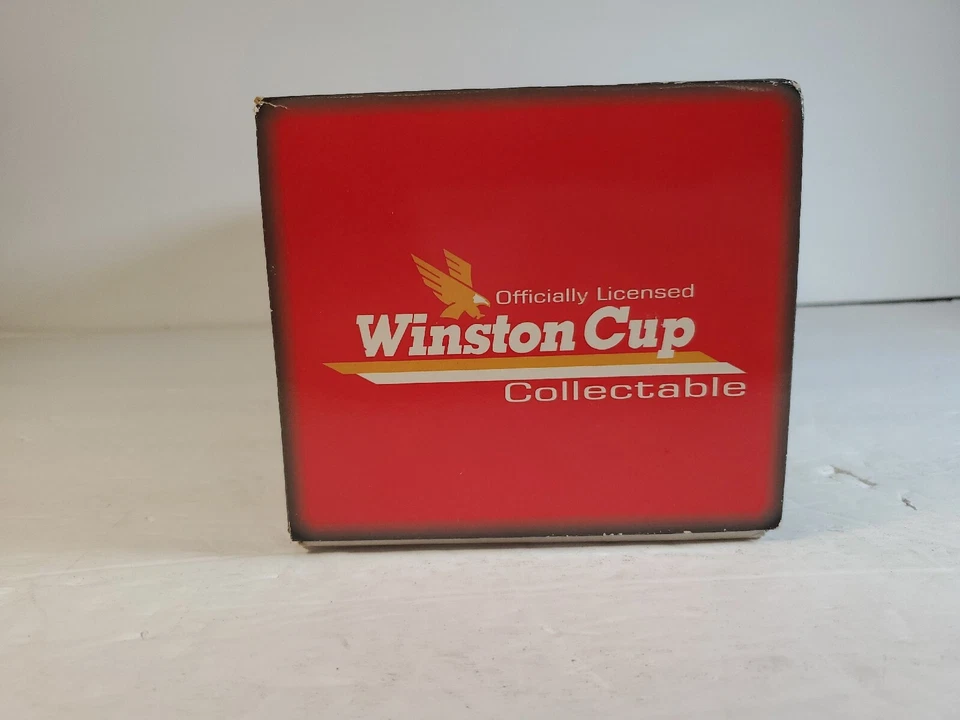 Officially Licensed
Winston Cup
Collectable